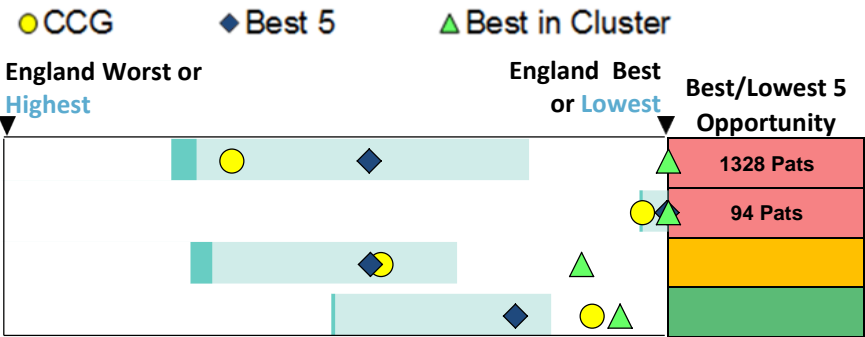 CCG Best 5 Best in Cluster
England Worst or
Highest
England Best
or Lowest
Best/Lowest 5
Opportunity
1328 Pats
94 Pats